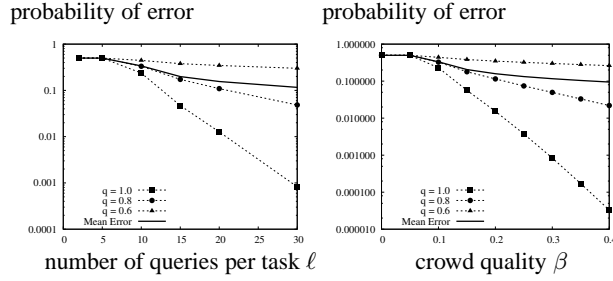 probability of error
1
0.1
0.01
0.001
0.0001
q = 1.0
q = 0.8
q = 0.6
Mean Error
0 5 10 15 20 25 30
number of queries per task ℓ
probability of error
1.000000
0.100000
0.010000
0.001000
0.000100
0.000010
q = 1.0
q = 0.8
q = 0.6
Mean Error
0 0.1 0.2 0.3 0.4
crowd quality β